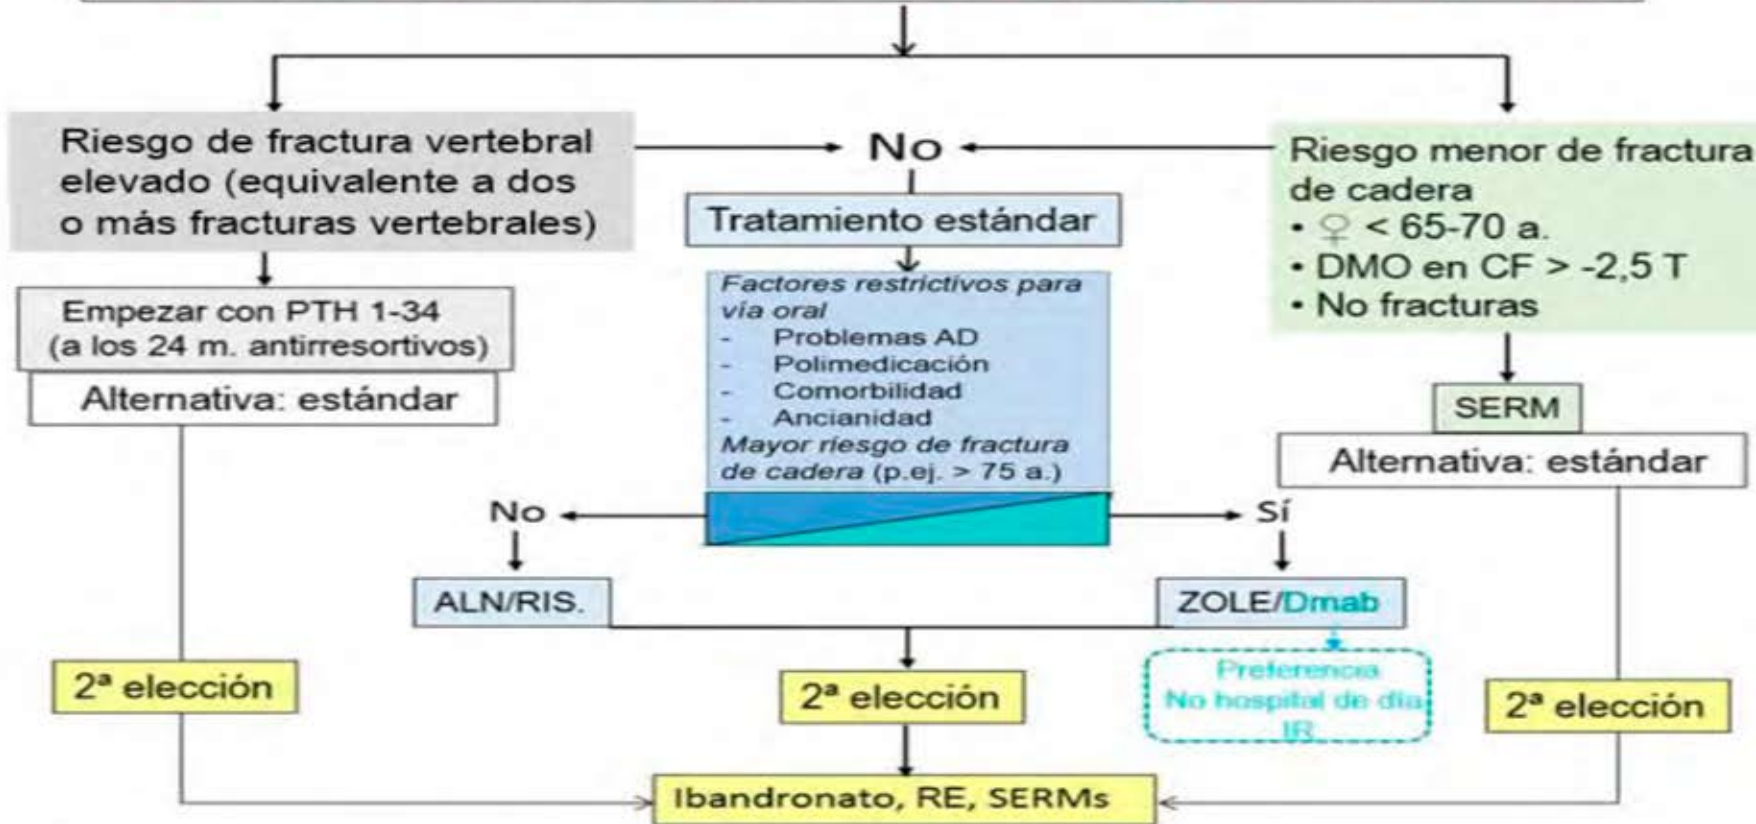 Riesgo de fractura vertebral
elevado (equivalente a dos
o más fracturas vertebrales)
Empezar con PTH 1-34
(a los 24 m. antirresortivos)
Alternativa: estándar
2ª elección
No
Tratamiento estándar
Factores restrictivos para
vía oral
- Problemas AD
- Polimedicación
- Comorbilidad
- Ancianidad
Mayor riesgo de fractura
de cadera (p.ej. > 75 a.)
No
Sí
ALN/RIS.
ZOLE/Dmab
Preferencia
No hospital de día
IR
2ª elección
Riesgo menor de fractura
de cadera
• ♀ < 65-70 a.
• DMO en CF > -2,5 T
• No fracturas
SERM
Alternativa: estándar
2ª elección
Ibandronato, RE, SERMs